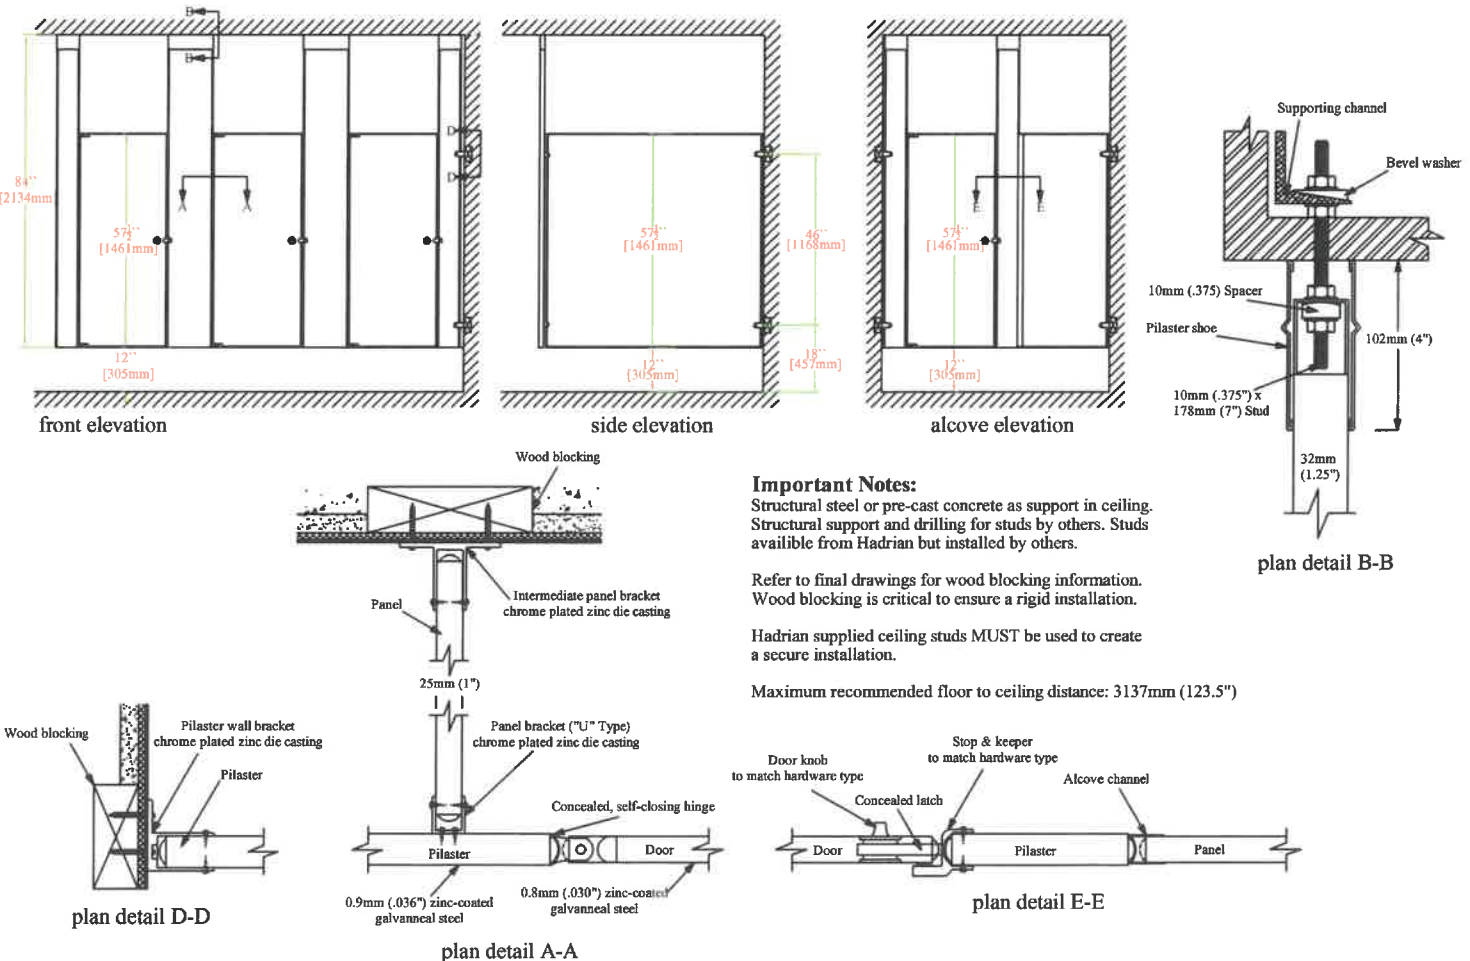 B
B
84"
[2134mm]
57½"
[1461mm]
12"
[305mm]
A
A
D
D
front elevation
57½"
[1461mm]
12"
[305mm]
46"
[1168mm]
18"
[457mm]
side elevation
57½"
[1461mm]
12"
[305mm]
E
E
alcove elevation
Supporting channel
Bevel washer
10mm (.375) Spacer
Pilaster shoe
102mm (4")
10mm (.375") x
178mm (7") Stud
32mm
(1.25")
plan detail B-B
Wood blocking
Intermediate panel bracket
chrome plated zinc die casting
Panel
25mm (1")
Panel bracket ("U" Type)
chrome plated zinc die casting
Concealed, self-closing hinge
Pilaster
Door
0.9mm (.036") zinc-coated
galvanneal steel
0.8mm (.030") zinc-coated
galvanneal steel
plan detail A-A
Important Notes:
Structural steel or pre-cast concrete as support in ceiling.
Structural support and drilling for studs by others. Studs
availible from Hadrian but installed by others.
Refer to final drawings for wood blocking information.
Wood blocking is critical to ensure a rigid installation.
Hadrian supplied ceiling studs MUST be used to create
a secure installation.
Maximum recommended floor to ceiling distance: 3137mm (123.5")
Wood blocking
Pilaster wall bracket
chrome plated zinc die casting
Pilaster
plan detail D-D
Door knob
to match hardware type
Stop & keeper
to match hardware type
Concealed latch
Alcove channel
Door
Pilaster
Panel
plan detail E-E